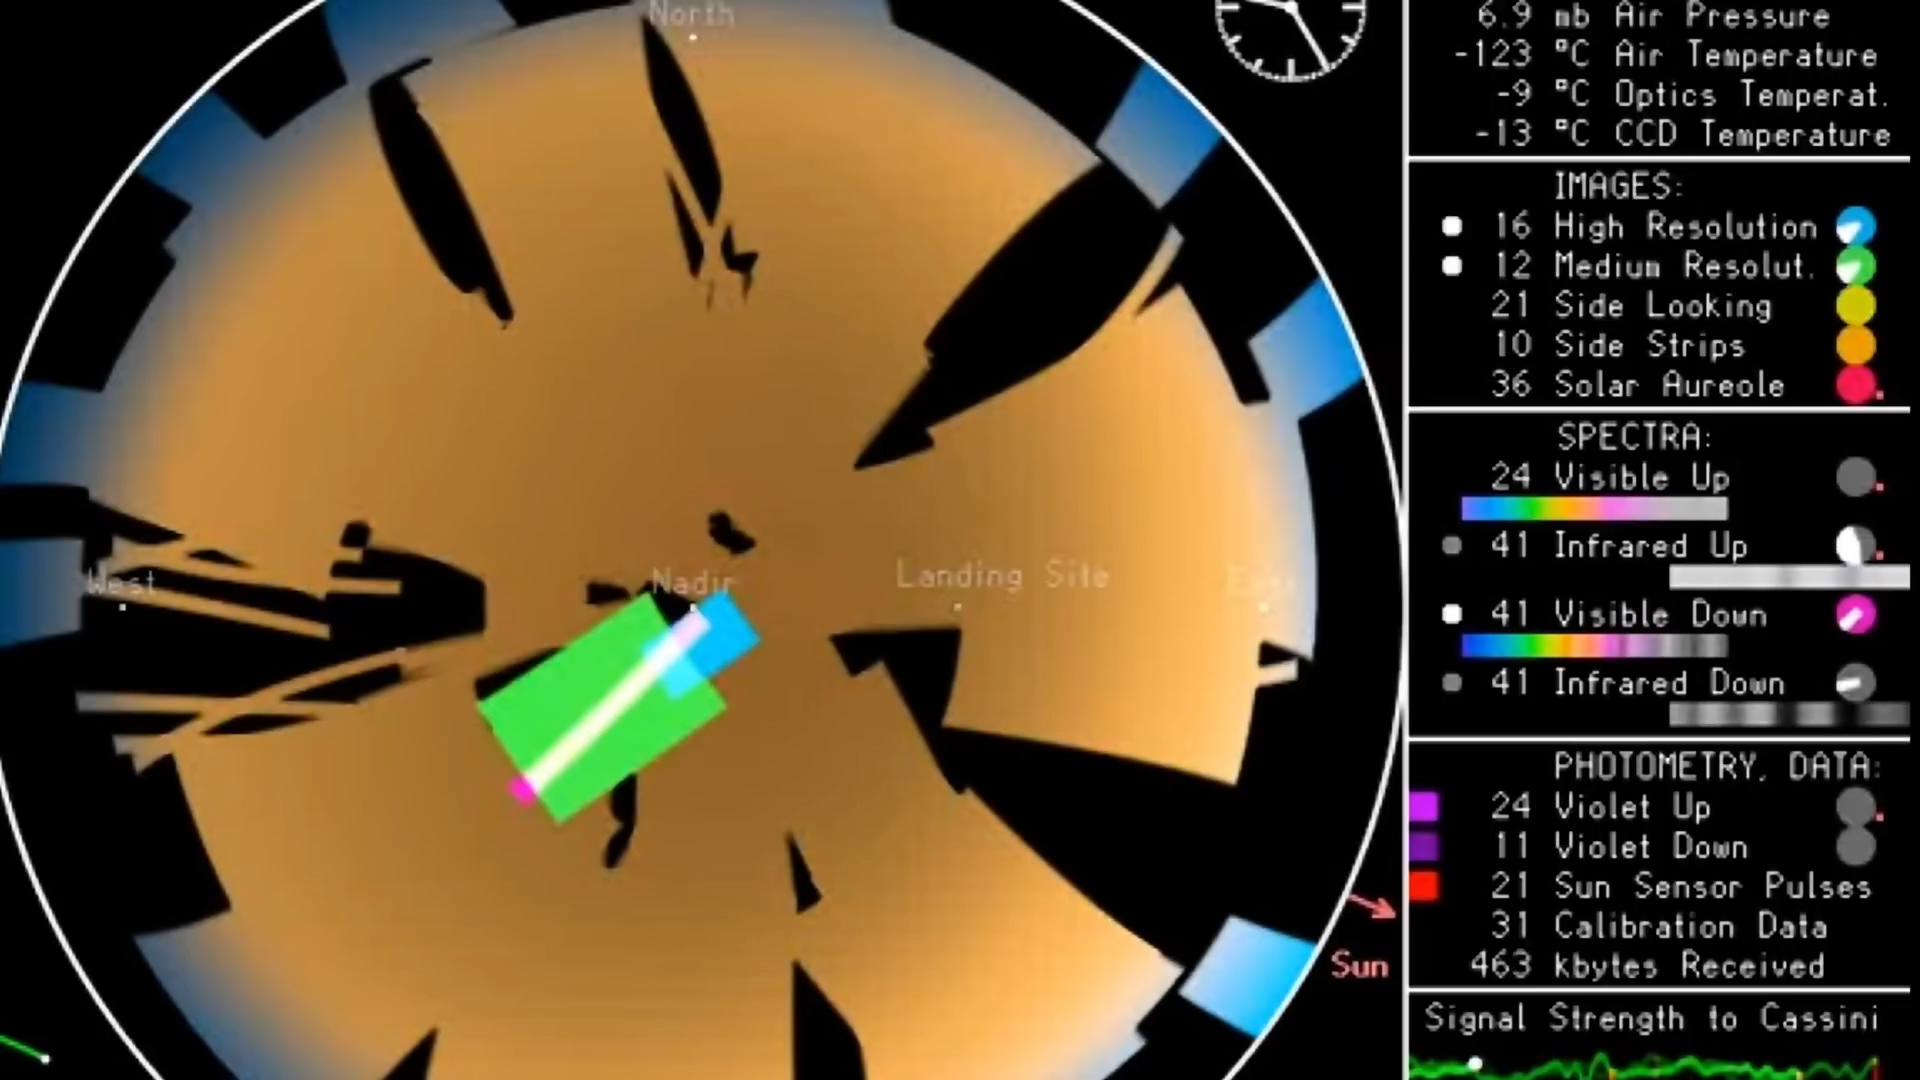 North
West
Nadir
Landing Site
East
Sun
6.9 mb Air Pressure
-123 °C Air Temperature
-9 °C Optics Temperat.
-13 °C CCD Temperature
IMAGES:
16 High Resolution
12 Medium Resolut.
21 Side Looking
10 Side Strips
36 Solar Aureole
SPECTRA:
24 Visible Up
41 Infrared Up
41 Visible Down
41 Infrared Down
PHOTOMETRY, DATA:
24 Violet Up
11 Violet Down
21 Sun Sensor Pulses
31 Calibration Data
463 kbytes Received
Signal Strength to Cassini